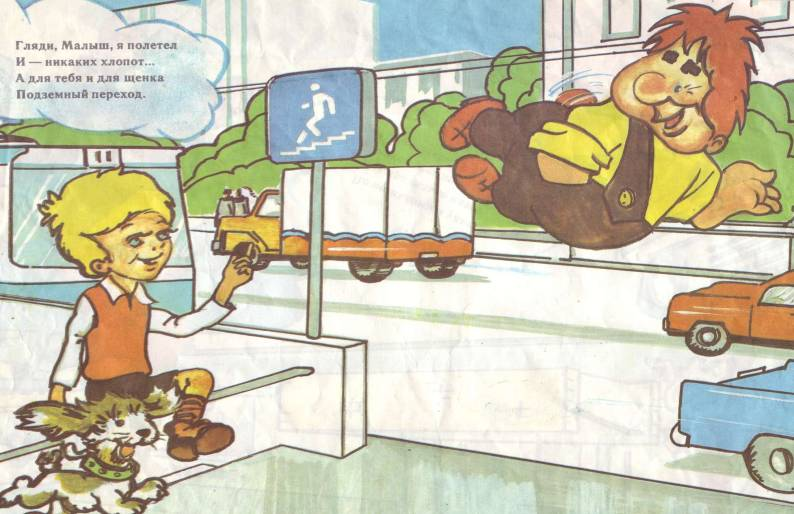 Гляди, Малыш, я полетел
И — никаких хлопот...
А для тебя и для щенка
Подземный переход.